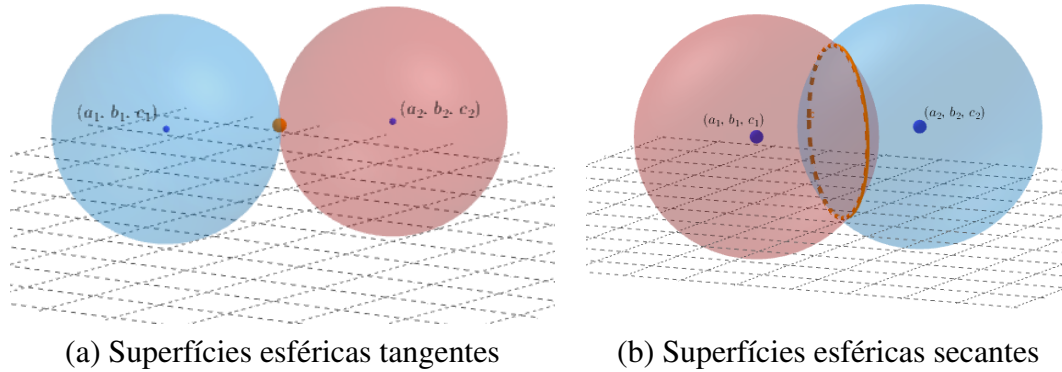 (a₁. b₁. c₁)
(a₂. b₂. c₂)
(a₁, b₁, c₁)
(a₂, b₂, c₂)
(a) Superfícies esféricas tangentes
(b) Superfícies esféricas secantes